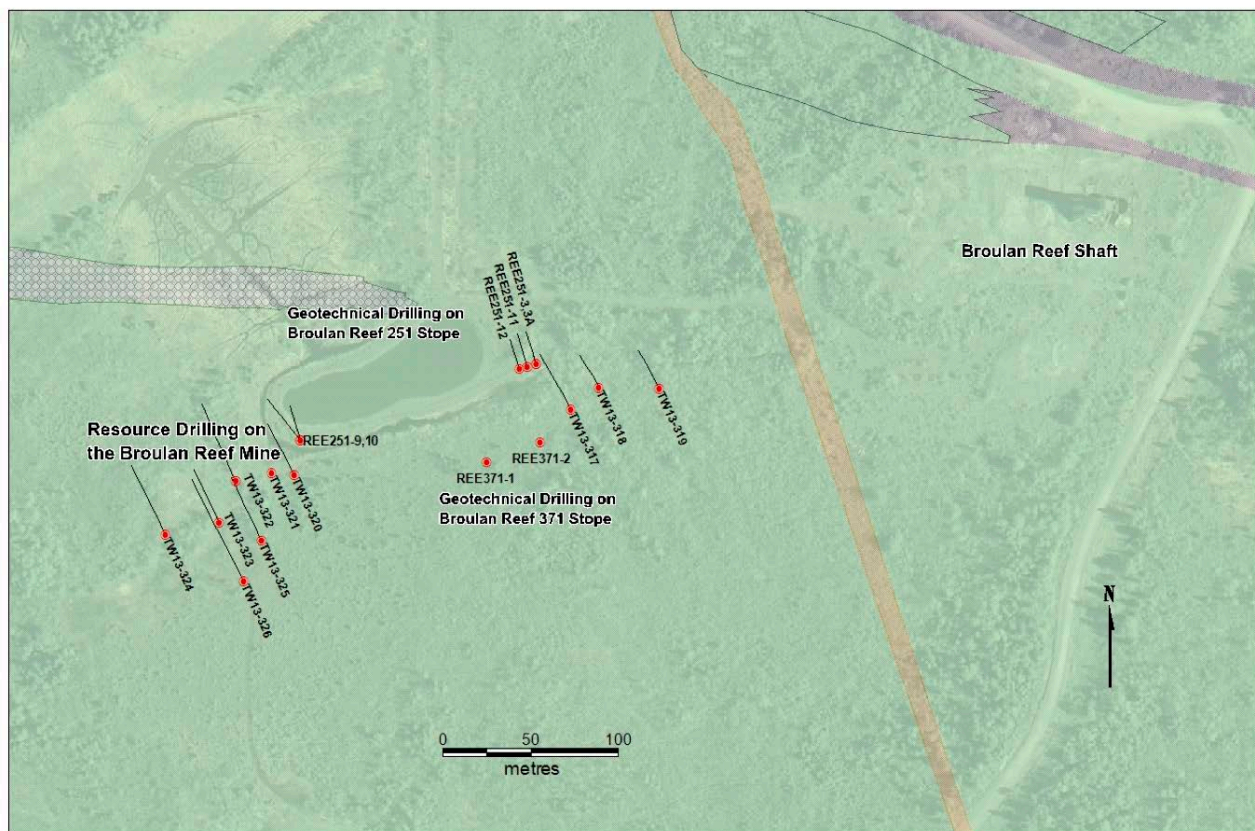 Broulan Reef Shaft
REE251-3,3A
REE251-11
REE251-12
Geotechnical Drilling on
Broulan Reef 251 Stope
TW13-317
TW13-318
TW13-319
Resource Drilling on
the Broulan Reef Mine
REE251-9,10
REE371-2
REE371-1
Geotechnical Drilling on
Broulan Reef 371 Stope
TW13-320
TW13-321
TW13-322
TW13-323
TW13-324
TW13-325
TW13-326
N
0 50 100
metres